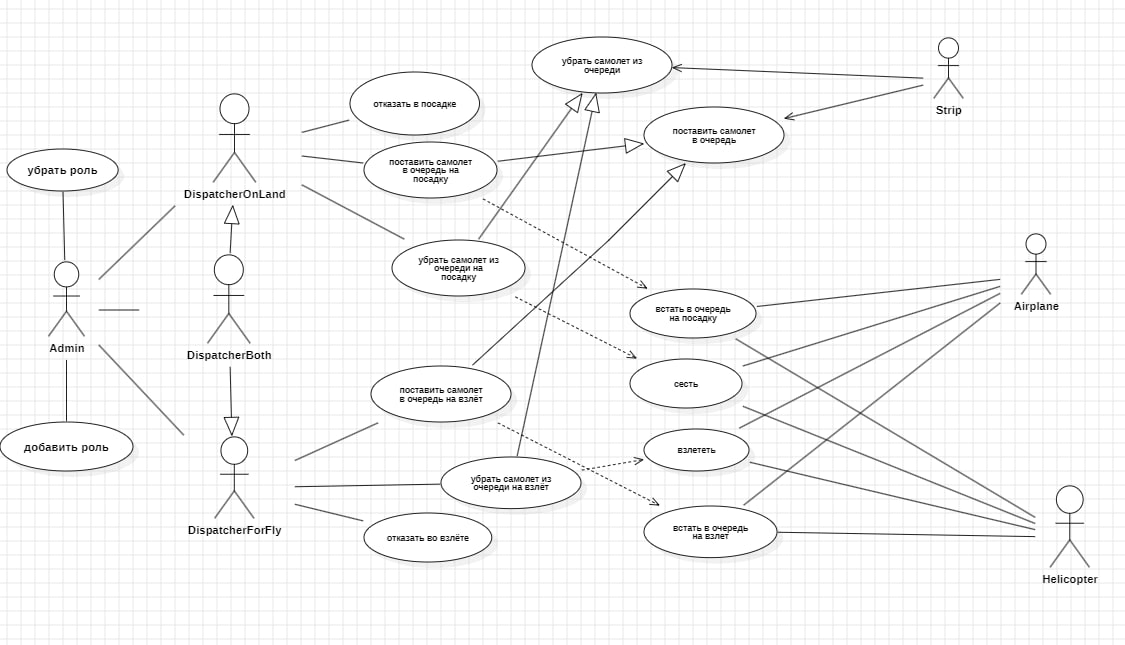 убрать самолет из
очереди
Strip
отказать в посадке
поставить самолет
в очередь
поставить самолет
в очередь на
посадку
убрать роль
DispatcherOnLand
убрать самолет из
очереди на
посадку
Airplane
встать в очередь
на посадку
Admin
DispatcherBoth
сесть
поставить самолет
в очередь на взлёт
добавить роль
взлететь
убрать самолет из
очереди на взлёт
DispatcherForFly
отказать во взлёте
встать в очередь
на взлет
Helicopter